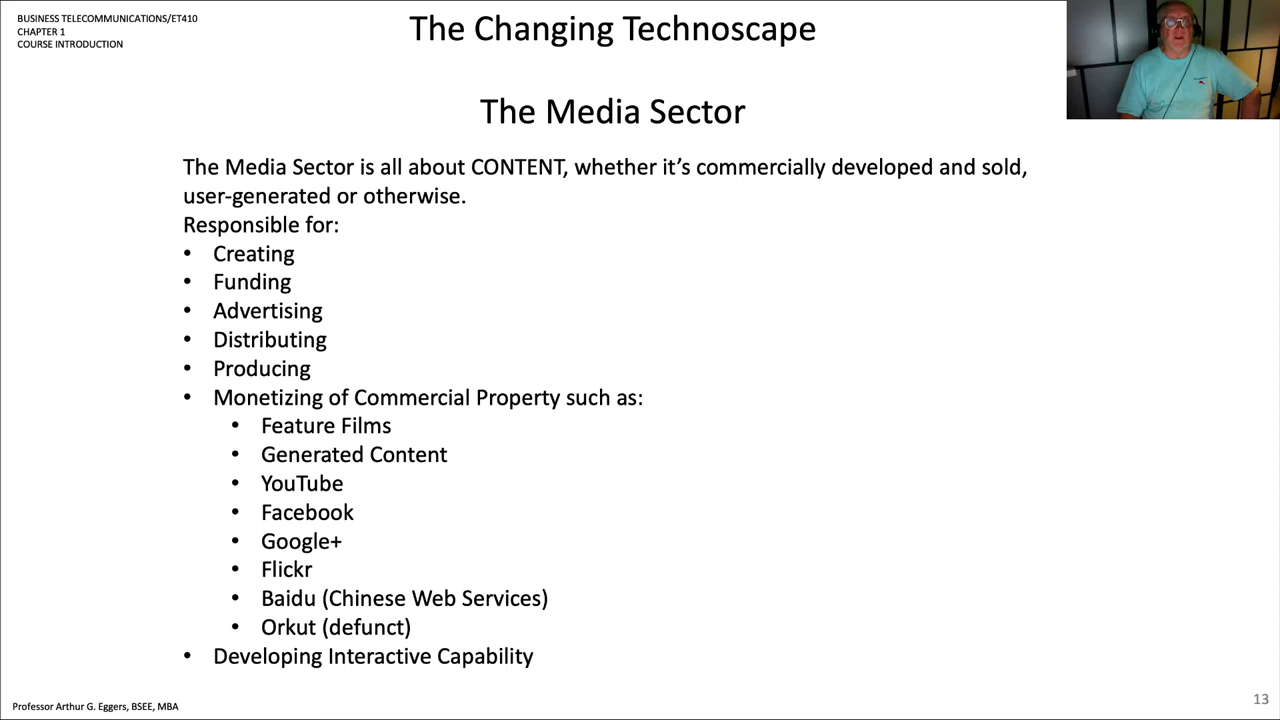 BUSINESS TELECOMMUNICATIONS/ET410
CHAPTER 1
COURSE INTRODUCTION
The Changing Technoscape
The Media Sector
The Media Sector is all about CONTENT, whether it’s commercially developed and sold,
user-generated or otherwise.
Responsible for:
• Creating
• Funding
• Advertising
• Distributing
• Producing
• Monetizing of Commercial Property such as:
• Feature Films
• Generated Content
• YouTube
• Facebook
• Google+
• Flickr
• Baidu (Chinese Web Services)
• Orkut (defunct)
• Developing Interactive Capability
Professor Arthur G. Eggers, BSEE, MBA
13